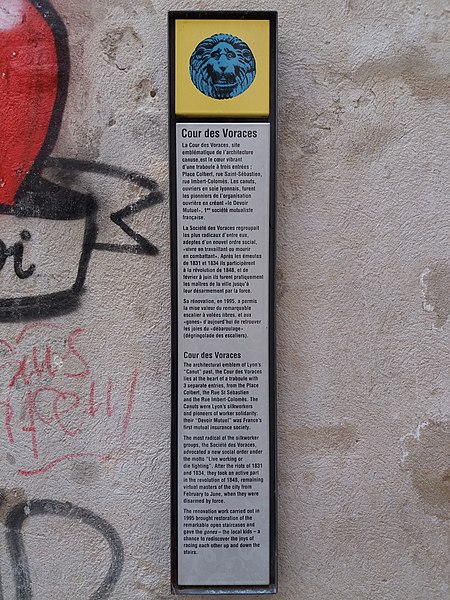 Cour des Voraces
La Cour des Voraces, site
emblématique de l'architecture
canuse, est le cœur vibrant
d'une traboule à trois entrées :
Place Colbert, rue Saint-Sébastien,
rue Imbert-Colomès. Les canuts,
ouvriers en soie lyonnais, furent
les pionniers de l'organisation
ouvrière en créant «le Devoir
Mutuel», 1ère société mutualiste
française.
La Société des Voraces regroupait
les plus radicaux d'entre eux,
adeptes d'un nouvel ordre social,
«vivre en travaillant ou mourir
en combattant». Après les émeutes
de 1831 et 1834 ils participèrent
à la révolution de 1848, et de
février à juin ils furent pratiquement
les maîtres de la ville jusqu'à
leur désarmement par la force.
Sa rénovation, en 1995, a permis
la mise valeur du remarquable
escalier à volées libres, et aux
«gones» d'aujourd'hui de retrouver
les joies du «débaroulage»
(dégringolade des escaliers).
Cour des Voraces
The architectural emblem of Lyon's
"Canut" past, the Cour des Voraces
lies at the heart of a traboule with
3 separate entries, from the Place
Colbert, the Rue St Sébastien
and the Rue Imbert-Colomès. The
Canuts were Lyon's silkworkers
and pioneers of worker solidarity:
their "Devoir Mutuel" was France's
first mutual insurance society.
The most radical of the silkworker
groups, the Société des Voraces,
advocated a new social order under
the motto "Live working or
die fighting". After the riots of 1831
and 1834, they took an active part
in the revolution of 1848, remaining
virtual masters of the city from
February to June, when they were
disarmed by force.
The renovation work carried out in
1995 brought restoration of the
remarkable open staircases and
gave the gones – the local kids – a
chance to rediscover the joys of
racing each other up and down the
stairs.